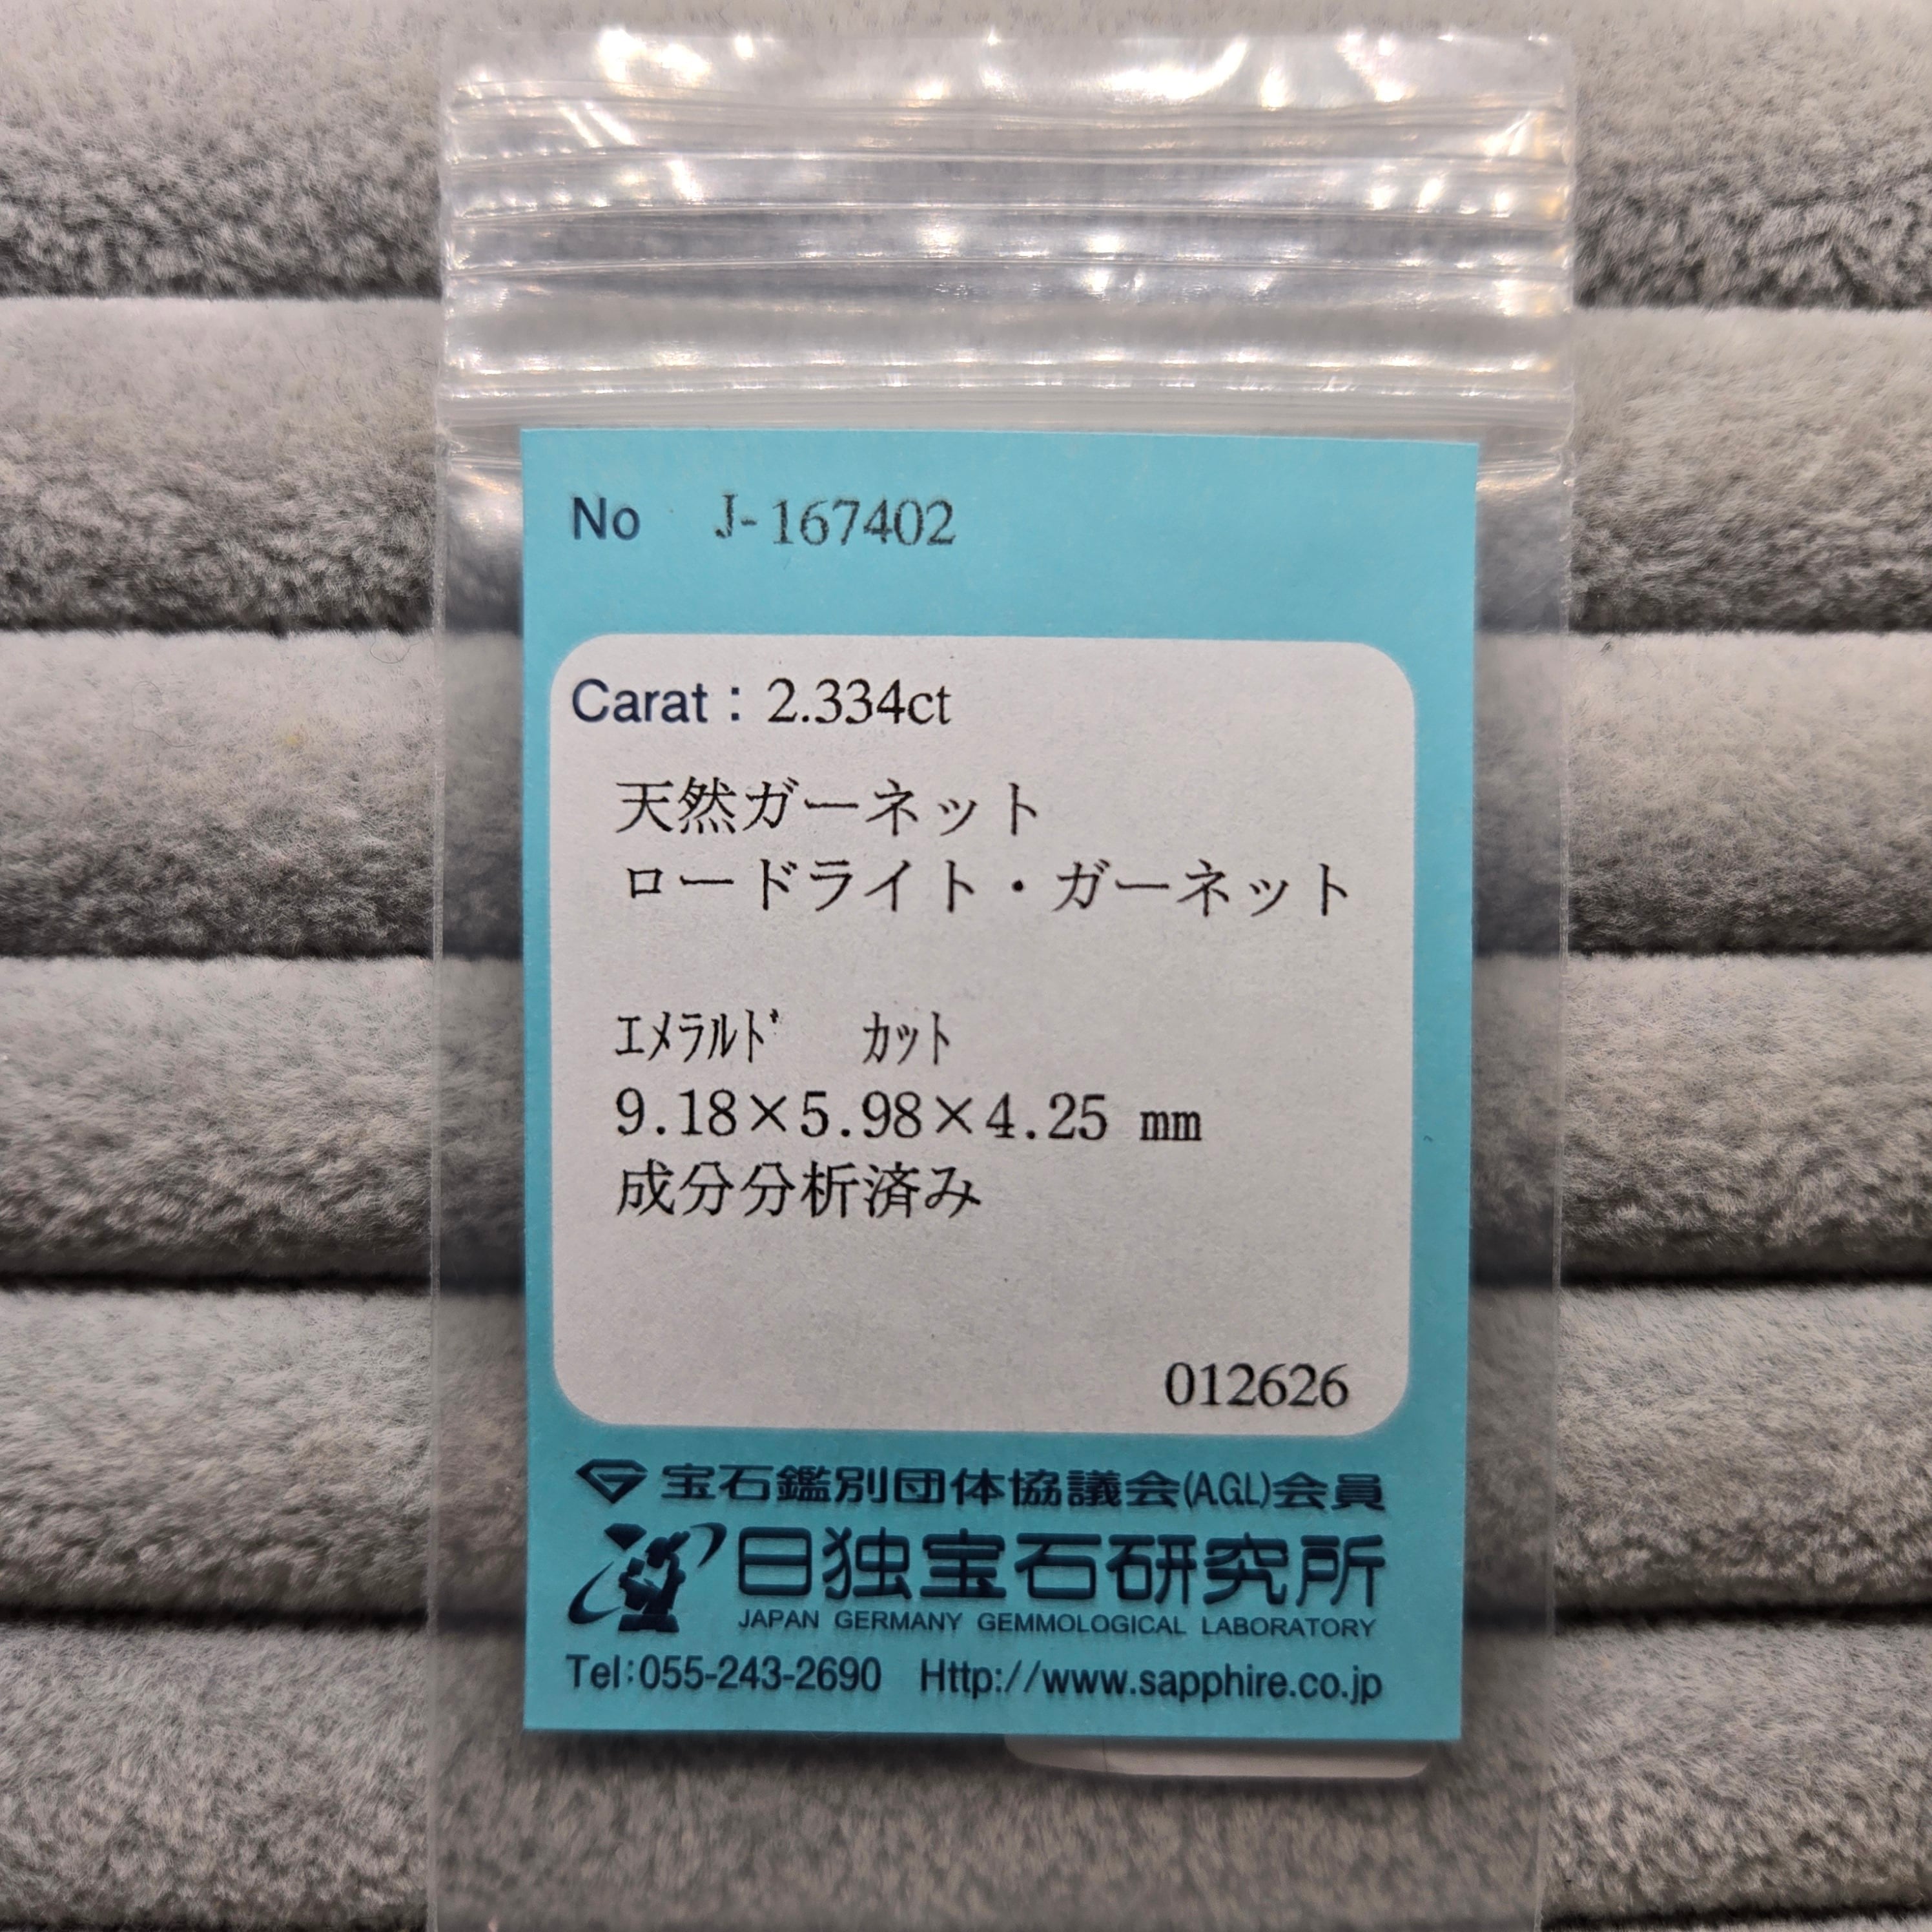 No J-167402
Carat：2.334ct
天然ガーネット
ロードライト・ガーネット
ｴﾒﾗﾙﾄﾞ ｶｯﾄ
9.18×5.98×4.25 mm
成分分析済み
012626
宝石鑑別団体協議会(AGL)会員
日独宝石研究所
JAPAN GERMANY GEMMOLOGICAL LABORATORY
Tel:055-243-2690 Http://www.sapphire.co.jp